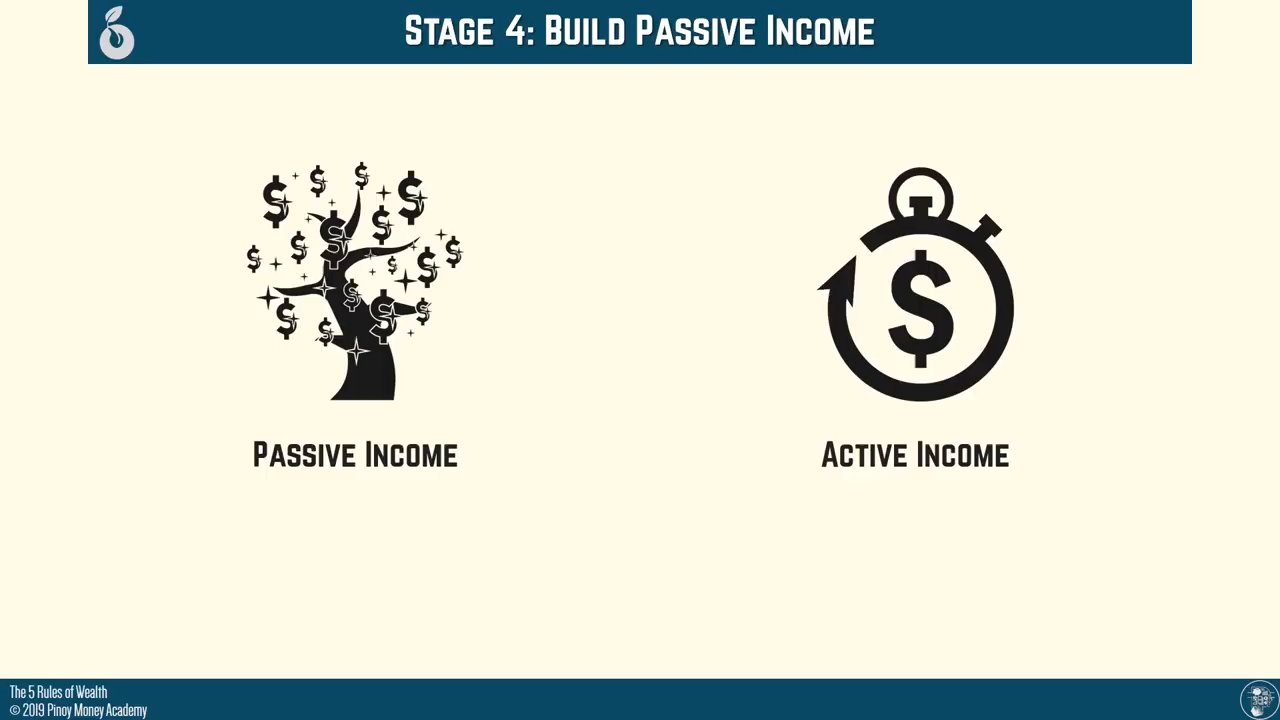 Stage 4: Build Passive Income
Passive Income
Active Income
The 5 Rules of Wealth
© 2019 Pinoy Money Academy